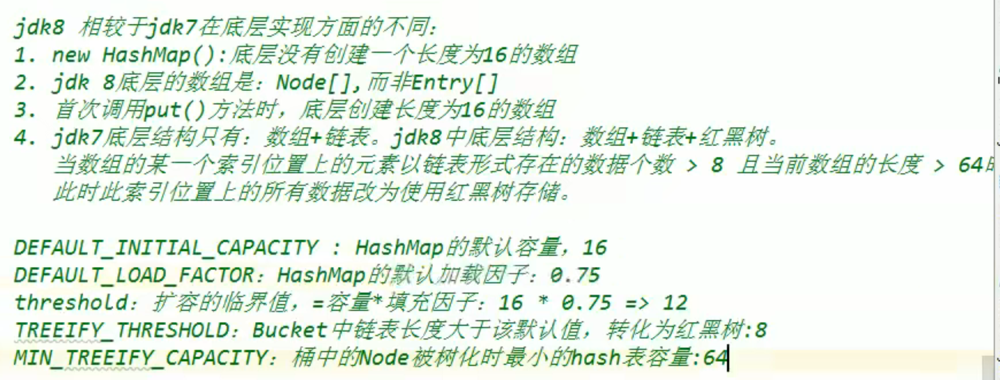 jdk8 相较于jdk7在底层实现方面的不同：
1. new HashMap():底层没有创建一个长度为16的数组
2. jdk 8底层的数组是：Node[],而非Entry[]
3. 首次调用put()方法时，底层创建长度为16的数组
4. jdk7底层结构只有：数组+链表。jdk8中底层结构：数组+链表+红黑树。
当数组的某一个索引位置上的元素以链表形式存在的数据个数 > 8 且当前数组的长度 > 64
此时此索引位置上的所有数据改为使用红黑树存储。
DEFAULT_INITIAL_CAPACITY : HashMap的默认容量，16
DEFAULT_LOAD_FACTOR：HashMap的默认加载因子：0.75
threshold：扩容的临界值，=容量*填充因子：16 * 0.75 => 12
TREEIFY_THRESHOLD：Bucket中链表长度大于该默认值，转化为红黑树:8
MIN_TREEIFY_CAPACITY：桶中的Node被树化时最小的hash表容量:64